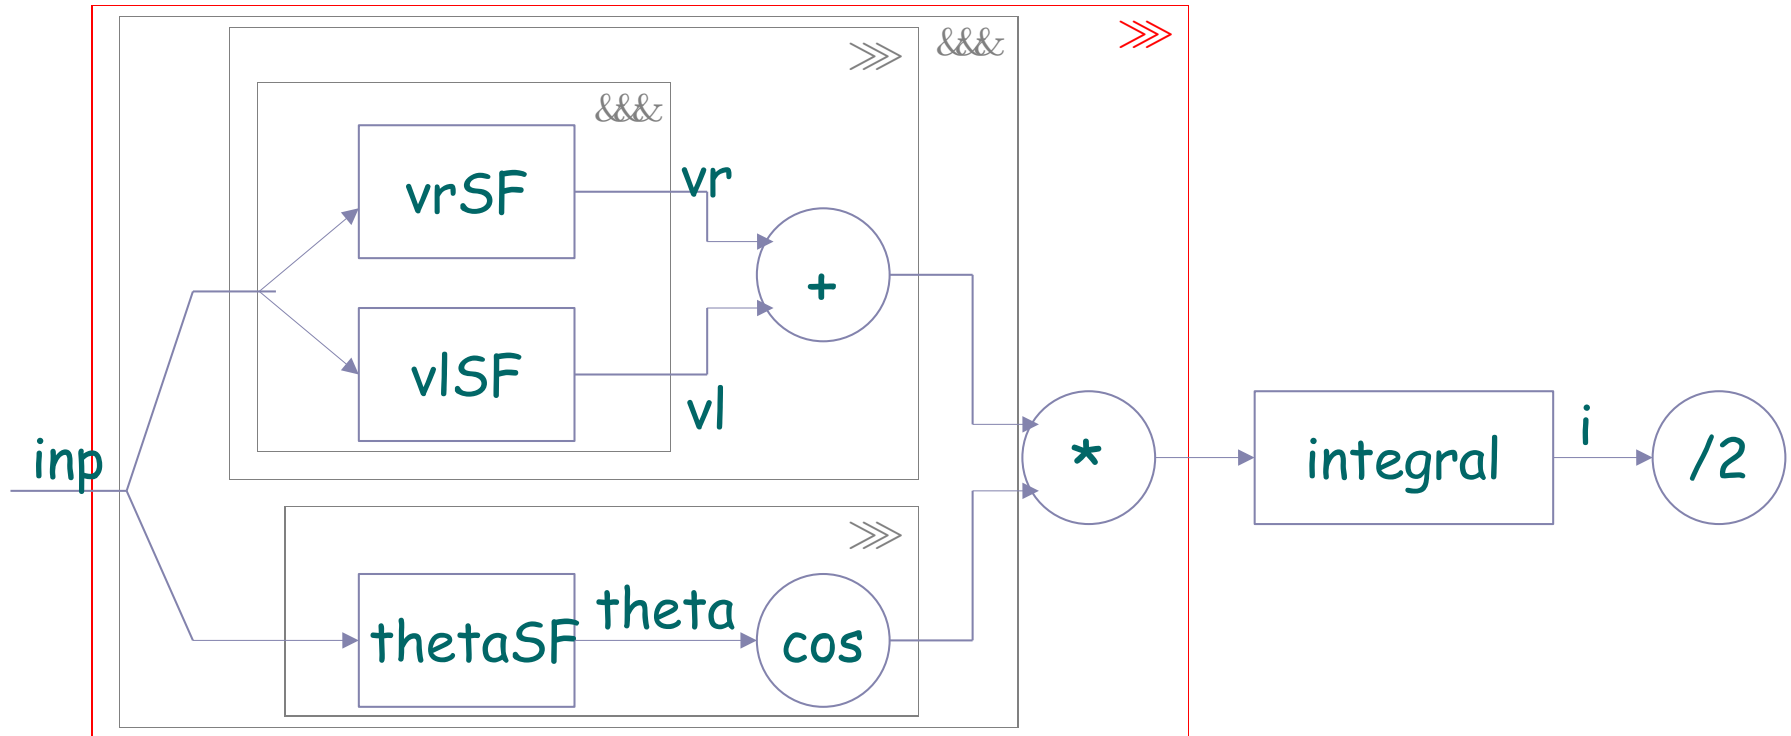 >>>
&&&
>>>
&&&
vrSF
vr
+
vlSF
vl
inp
*
integral
i
/2
>>>
thetaSF
theta
cos